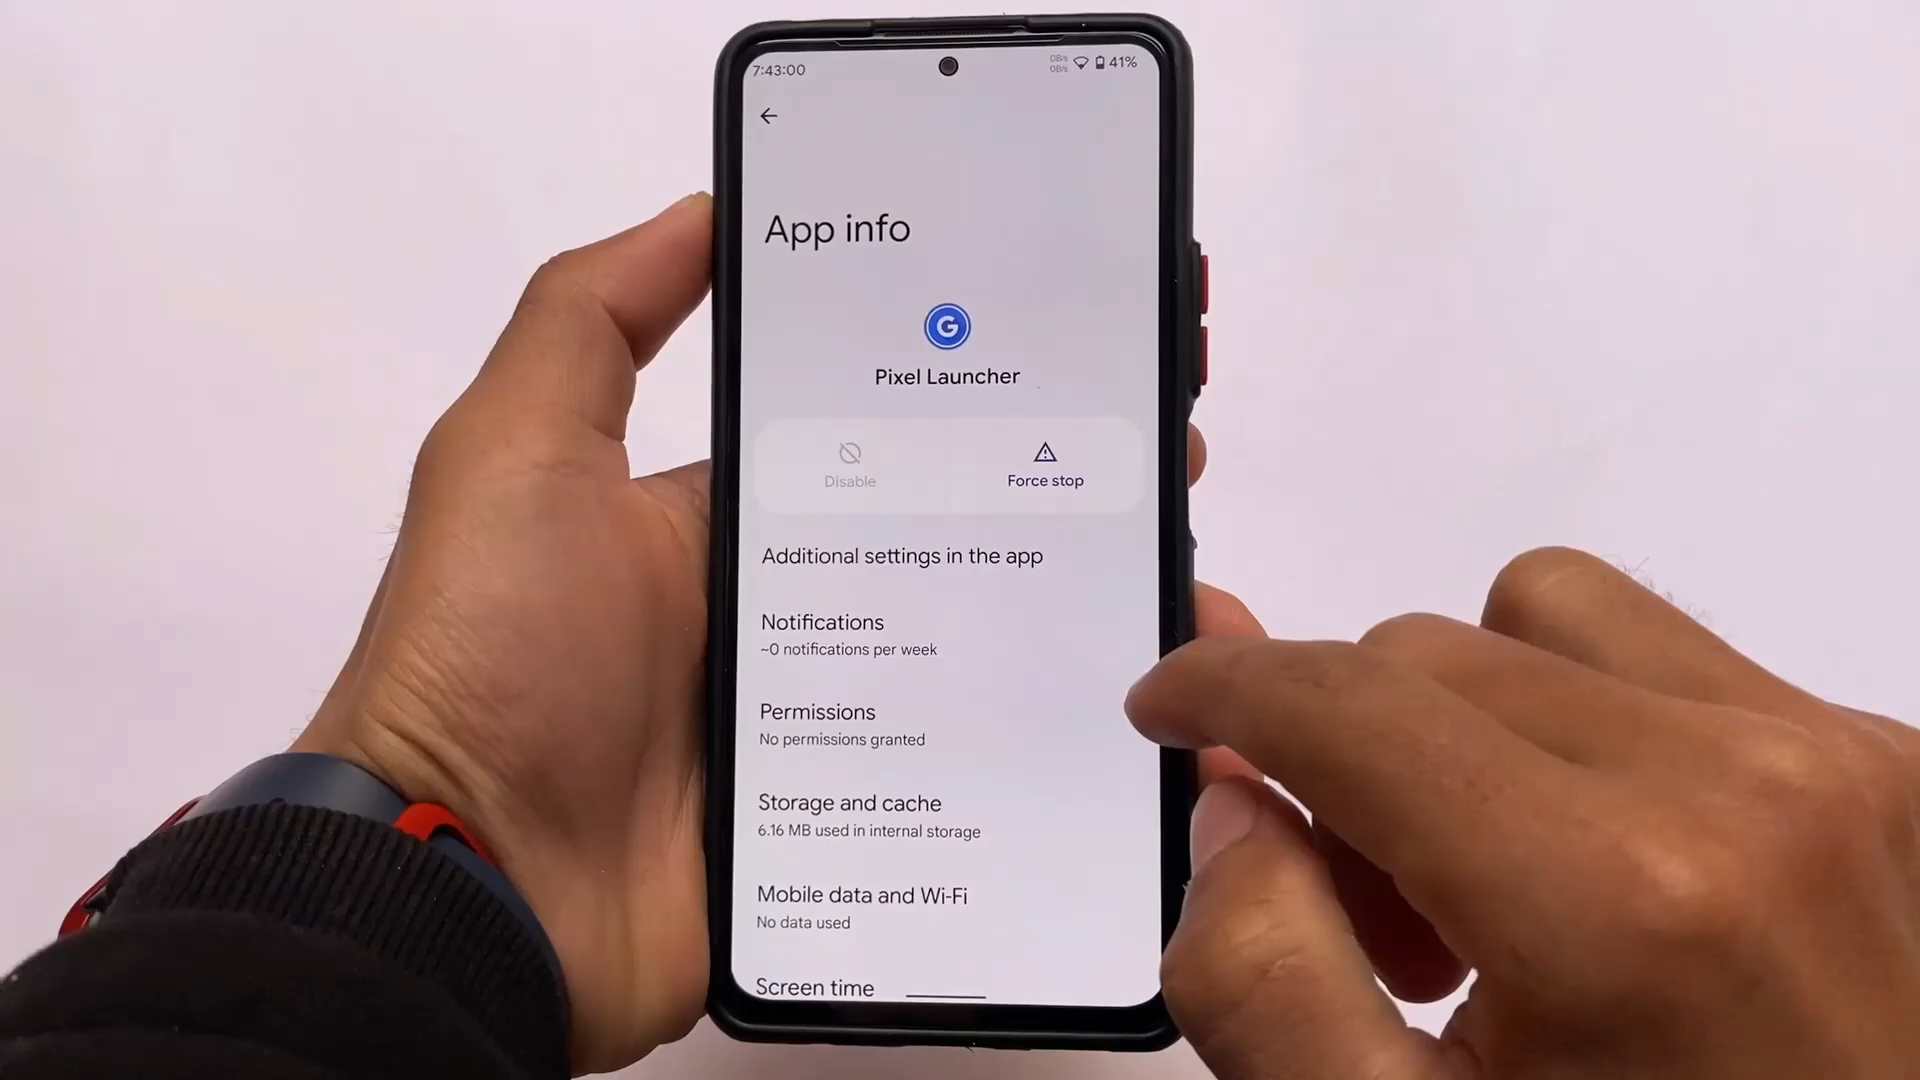 7:43:00
0B/s
0B/s
41%
App info
G
Pixel Launcher
Disable
Force stop
Additional settings in the app
Notifications
~0 notifications per week
Permissions
No permissions granted
Storage and cache
6.16 MB used in internal storage
Mobile data and Wi-Fi
No data used
Screen time